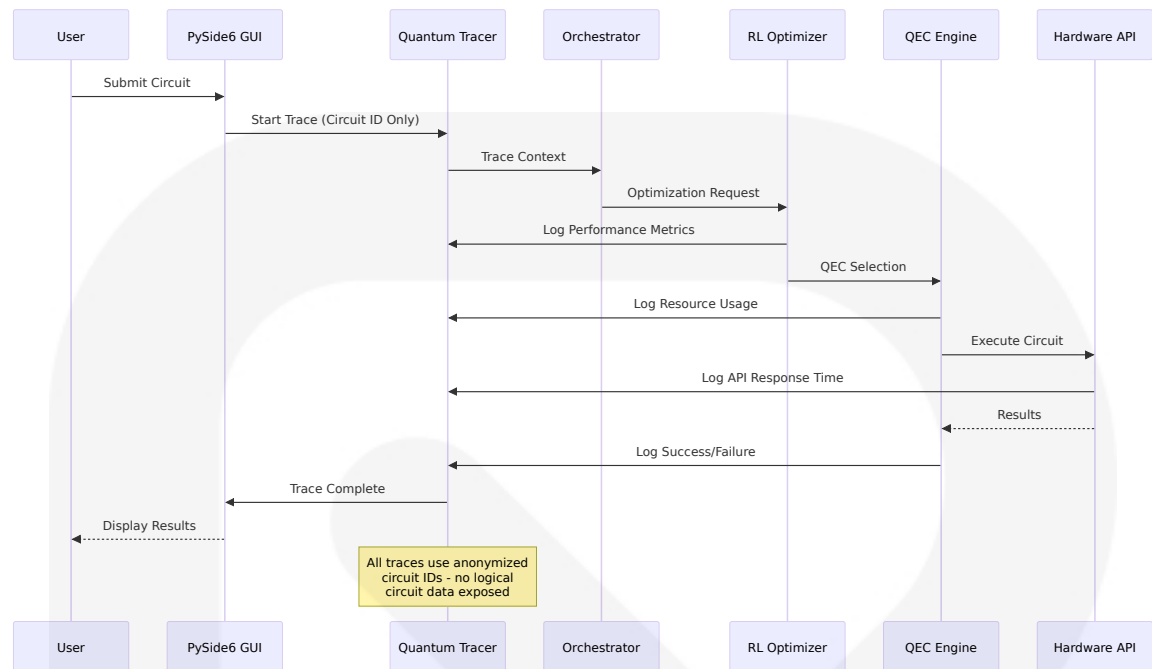 User
PySide6 GUI
Quantum Tracer
Orchestrator
RL Optimizer
QEC Engine
Hardware API
Submit Circuit
Start Trace (Circuit ID Only)
Trace Context
Optimization Request
Log Performance Metrics
QEC Selection
Log Resource Usage
Execute Circuit
Log API Response Time
Results
Log Success/Failure
Trace Complete
Display Results
All traces use anonymized
circuit IDs - no logical
circuit data exposed
User
PySide6 GUI
Quantum Tracer
Orchestrator
RL Optimizer
QEC Engine
Hardware API